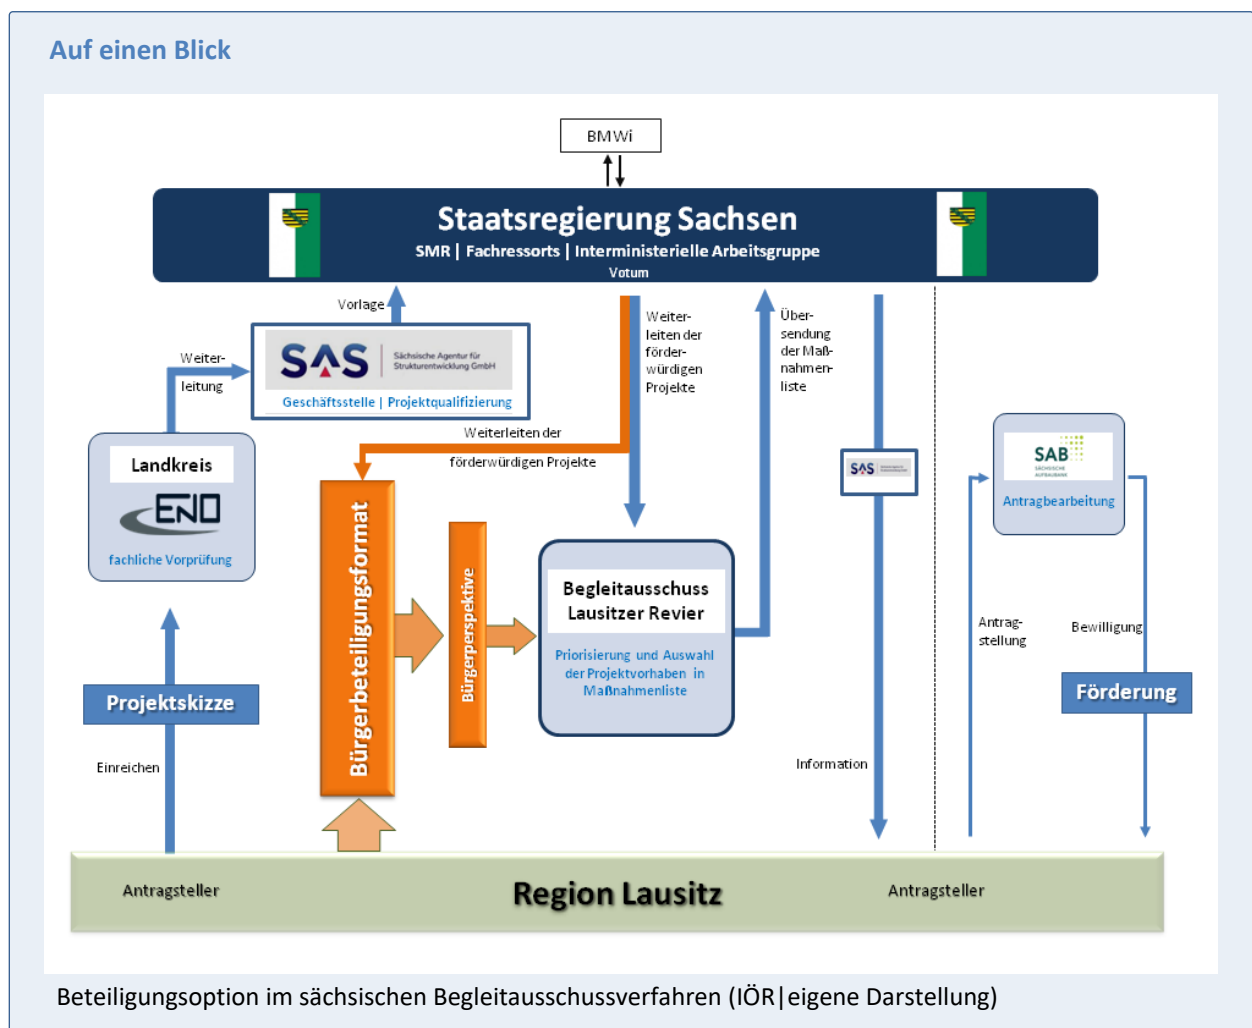 Auf einen Blick
BMWi
Staatsregierung Sachsen
SMR | Fachressorts | Interministerielle Arbeitsgruppe
Votum
Vorlage
Weiter-
leitung
SAS
Sächsische Agentur für
Strukturentwicklung GmbH
Geschäftsstelle | Projektqualifizierung
Weiter-
leiten der
förder-
würdigen
Projekte
Über-
sendung
der Maß-
nahmen-
liste
Weiterleiten der
förderwürdigen Projekte
Landkreis
ENO
fachliche Vorprüfung
SAS
SAB
SÄCHSISCHE
AUFBAUBANK
Antragbearbeitung
Bürgerbeteiligungsformat
Bürgerperspektive
Begleitausschuss
Lausitzer Revier
Priorisierung und Auswahl
der Projektvorhaben in
Maßnahmenliste
Antrag-
stellung
Bewilligung
Projektskizze
Förderung
Einreichen
Information
Antragsteller
Region Lausitz
Antragsteller
Beteiligungsoption im sächsischen Begleitausschussverfahren (IÖR|eigene Darstellung)